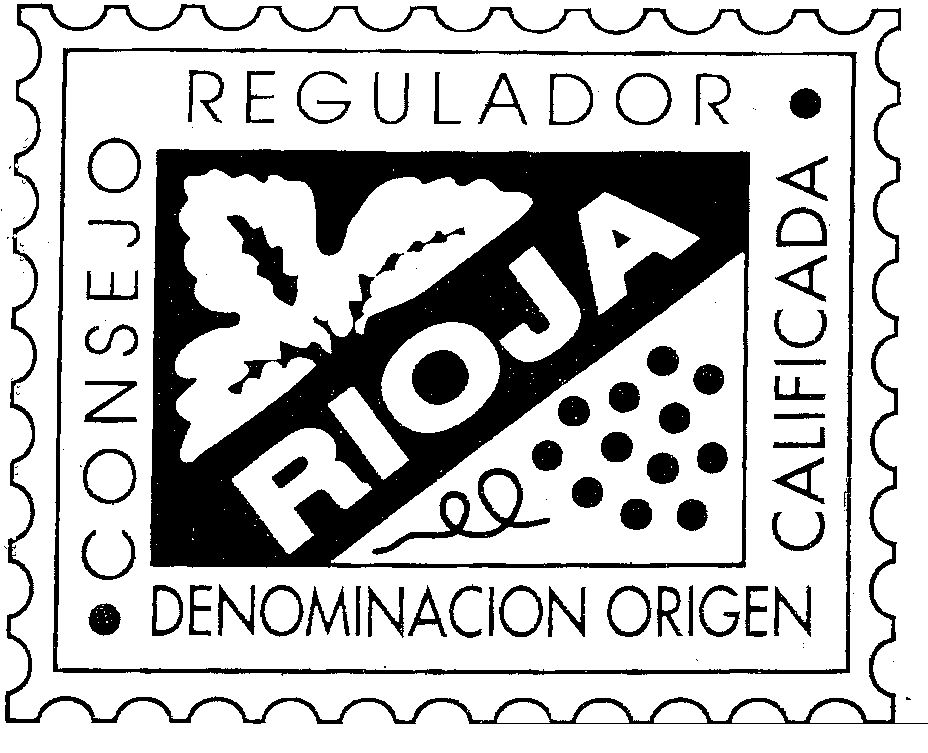 CONSEJO
REGULADOR
RIOJA
DENOMINACION ORIGEN
CALIFICADA